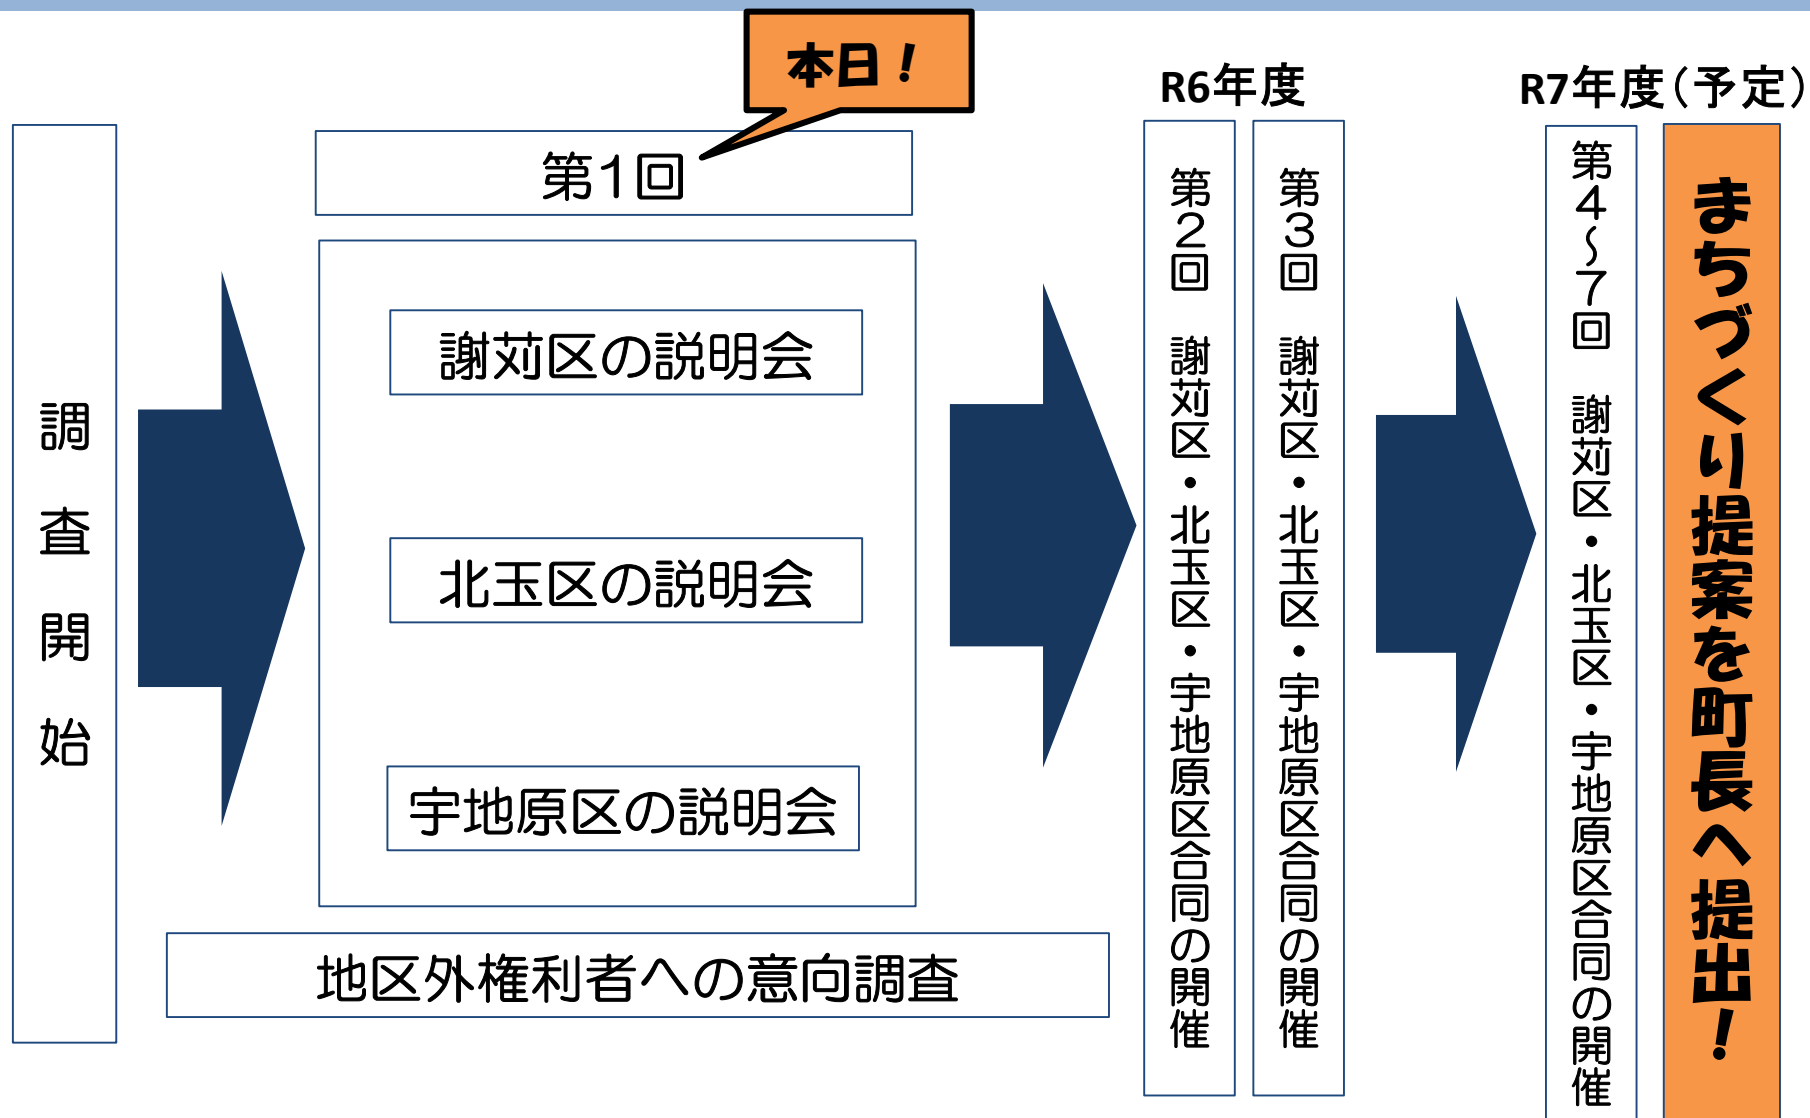 本日！
R6年度
R7年度（予定）
調査開始
第1回
謝苅区の説明会
北玉区の説明会
宇地原区の説明会
地区外権利者への意向調査
第２回　謝苅区・北玉区・宇地原区合同の開催
第３回　謝苅区・北玉区・宇地原区合同の開催
第４～７回　謝苅区・北玉区・宇地原区合同の開催
まちづくり提案を町長へ提出！